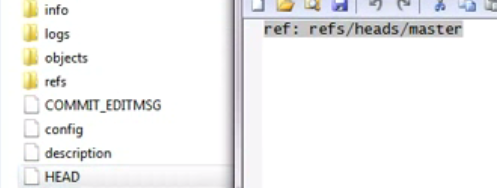 info
logs
objects
refs
COMMIT_EDITMSG
config
description
HEAD
ref: refs/heads/master